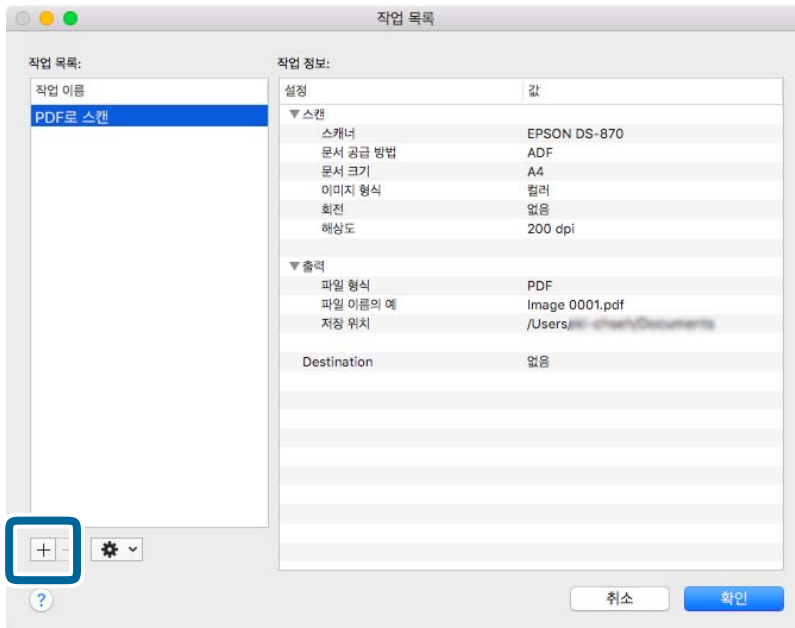 작업 목록
작업 목록:
작업 이름
PDF로 스캔
작업 정보:
설정 값
스캔
스캐너 EPSON DS-870
문서 공급 방법 ADF
문서 크기 A4
이미지 형식 컬러
회전 없음
해상도 200 dpi
출력
파일 형식 PDF
파일 이름의 예 Image 0001.pdf
저장 위치 /Users/
Destination 없음
+ −
?
취소 확인